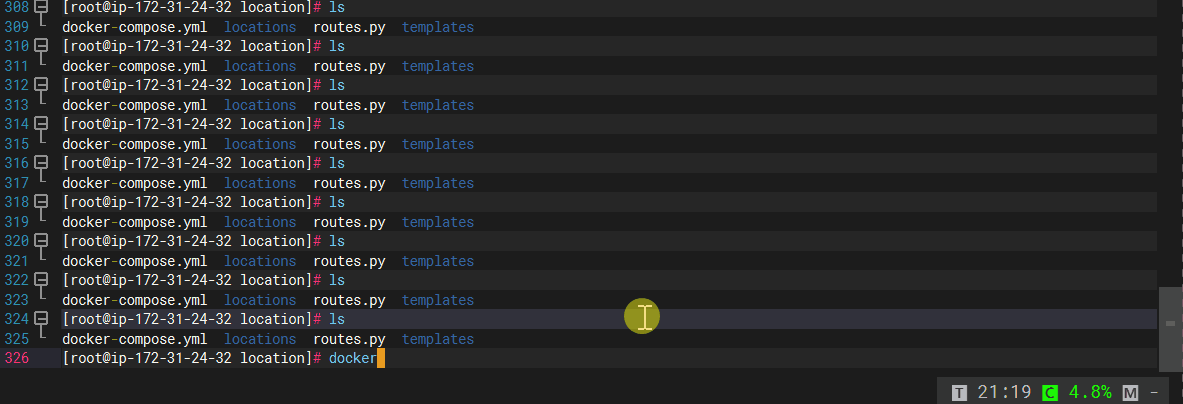 308 [root@ip-172-31-24-32 location]# ls
309 docker-compose.yml  locations  routes.py  templates
310 [root@ip-172-31-24-32 location]# ls
311 docker-compose.yml  locations  routes.py  templates
312 [root@ip-172-31-24-32 location]# ls
313 docker-compose.yml  locations  routes.py  templates
314 [root@ip-172-31-24-32 location]# ls
315 docker-compose.yml  locations  routes.py  templates
316 [root@ip-172-31-24-32 location]# ls
317 docker-compose.yml  locations  routes.py  templates
318 [root@ip-172-31-24-32 location]# ls
319 docker-compose.yml  locations  routes.py  templates
320 [root@ip-172-31-24-32 location]# ls
321 docker-compose.yml  locations  routes.py  templates
322 [root@ip-172-31-24-32 location]# ls
323 docker-compose.yml  locations  routes.py  templates
324 [root@ip-172-31-24-32 location]# ls
325 docker-compose.yml  locations  routes.py  templates
326 [root@ip-172-31-24-32 location]# docker
T 21:19 C 4.8% M -